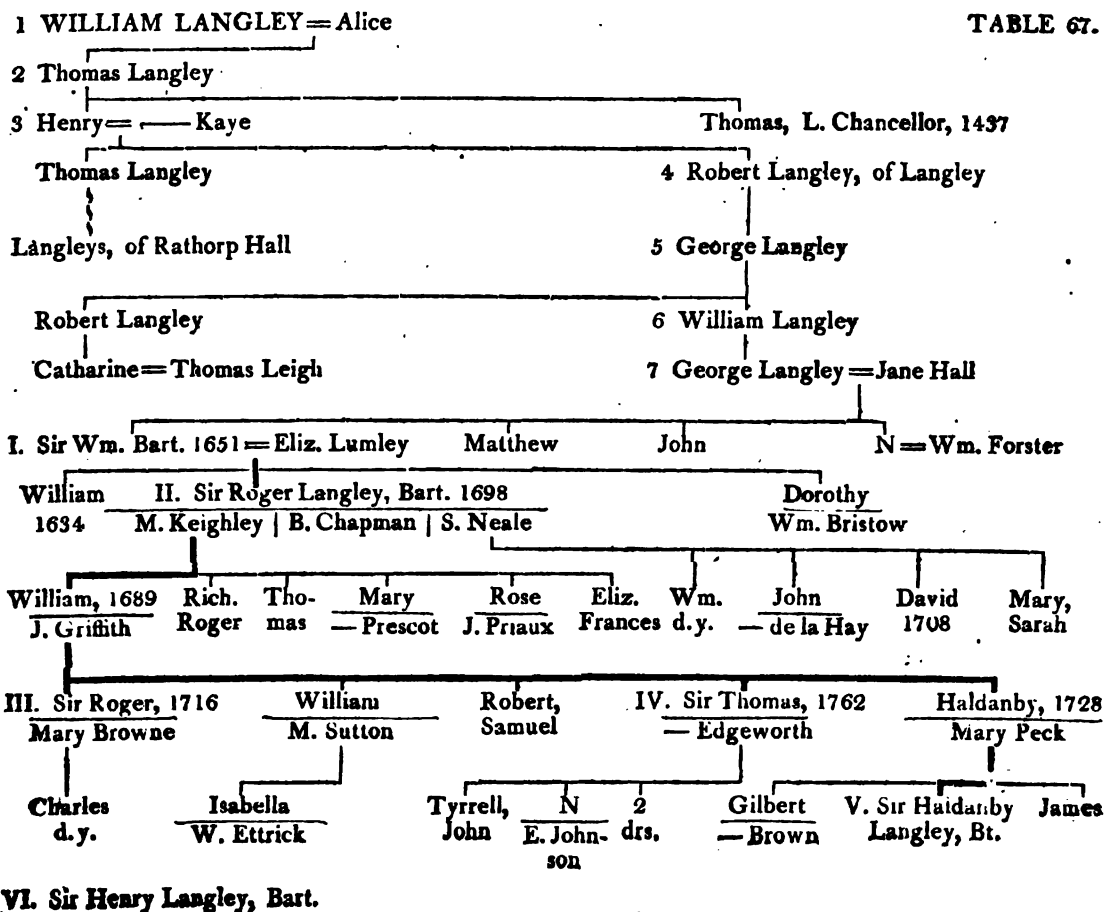 1 WILLIAM LANGLEY = Alice TABLE 67.
2 Thomas Langley
3 Henry = —— Kaye Thomas, L. Chancellor, 1437
Thomas Langley 4 Robert Langley, of Langley
Langleys, of Rathorp Hall 5 George Langley
Robert Langley 6 William Langley
Catharine = Thomas Leigh 7 George Langley = Jane Hall
I. Sir Wm. Bart. 1651 = Eliz. Lumley Matthew John N = Wm. Forster
William II. Sir Roger Langley, Bart. 1698 Dorothy
1634 M. Keighley | B. Chapman | S. Neale Wm. Bristow
William, 1689 Rich. Tho- Mary Rose Eliz. Wm. John David Mary,
J. Griffith Roger mas — Prescot J. Priaux Frances d.y. — de la Hay 1708 Sarah
III. Sir Roger, 1716 William Robert, IV. Sir Thomas, 1762 Haldanby, 1728
Mary Browne M. Sutton Samuel — Edgeworth Mary Peck
Charles Isabella Tyrrell, N 2 Gilbert V. Sir Haldanby James
d.y. W. Ettrick John E. John- drs. — Brown Langley, Bt.
son
VI. Sir Henry Langley, Bart.